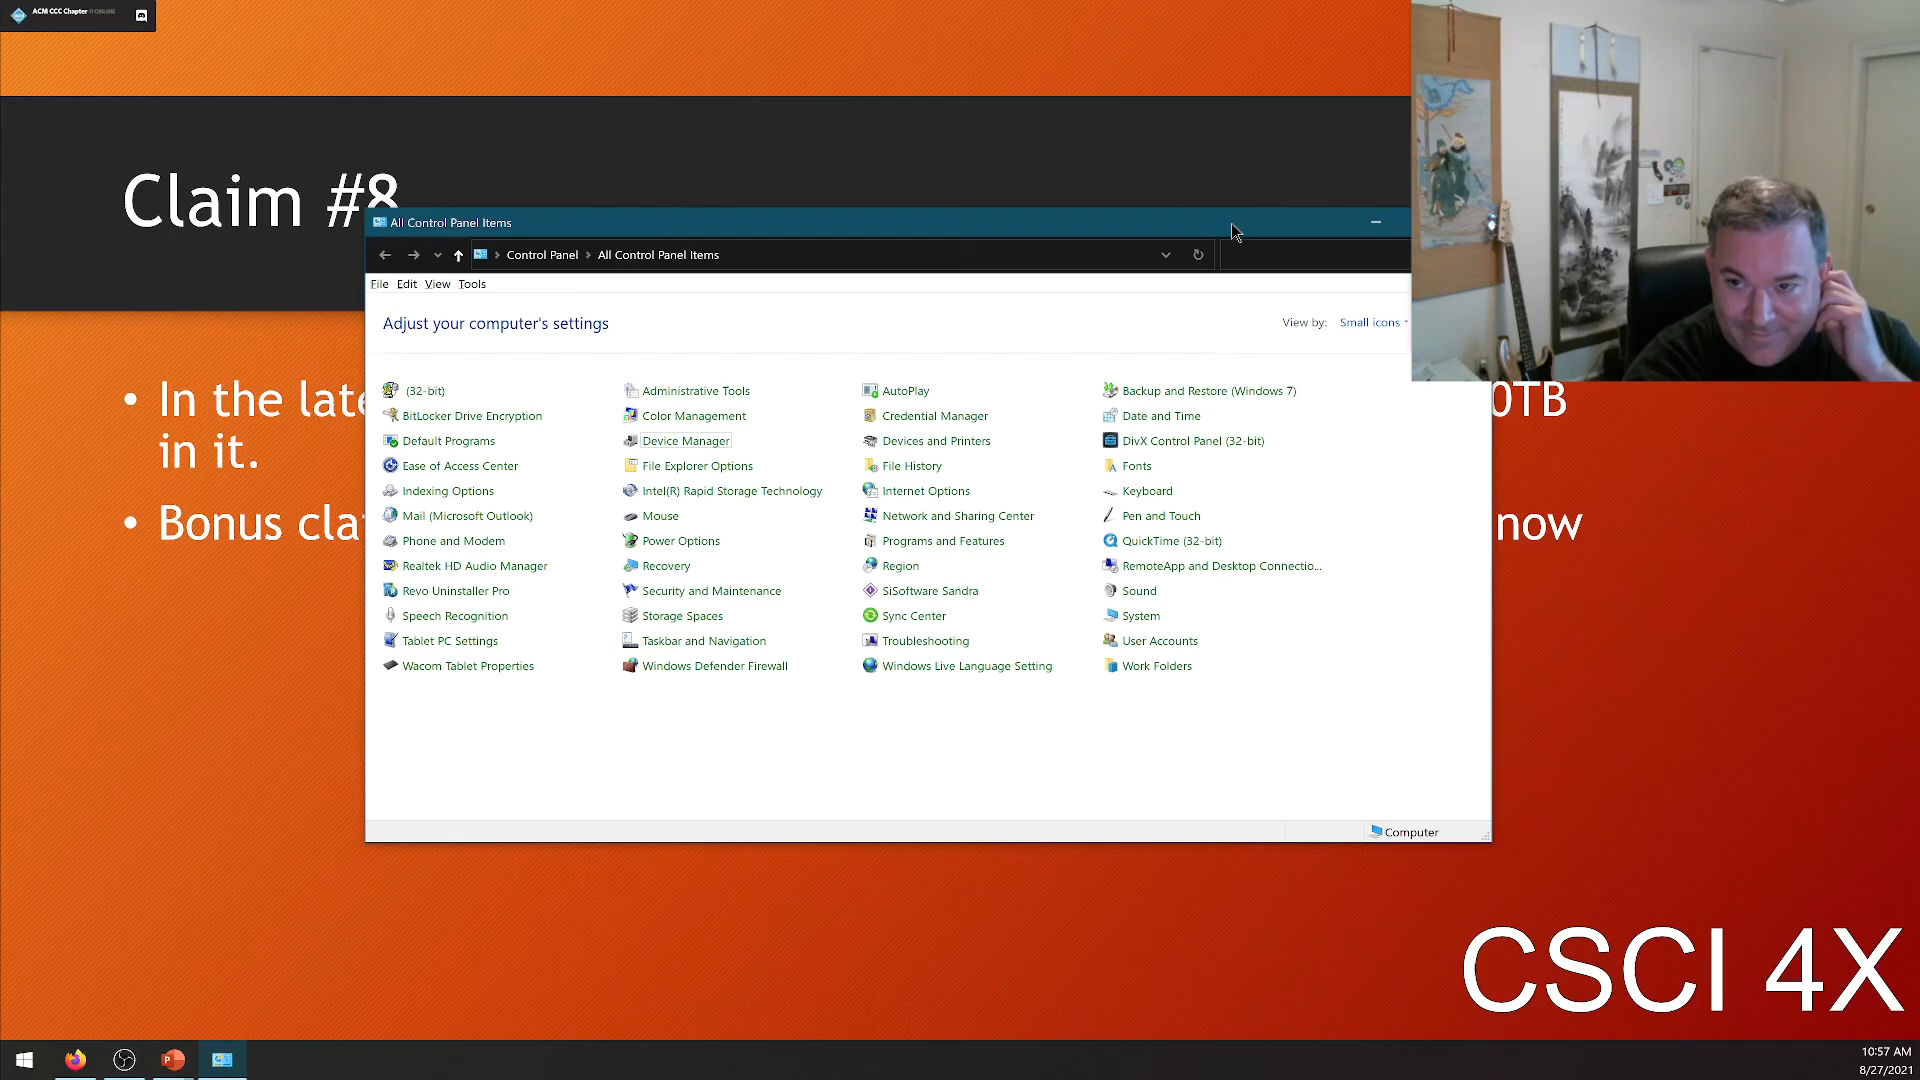 ACM CCC Chapter 0 ONLINE
Claim #8
All Control Panel Items
Control Panel > All Control Panel Items
File Edit View Tools
Adjust your computer's settings
View by: Small icons
(32-bit)
Administrative Tools
AutoPlay
Backup and Restore (Windows 7)
BitLocker Drive Encryption
Color Management
Credential Manager
Date and Time
Default Programs
Device Manager
Devices and Printers
DivX Control Panel (32-bit)
Ease of Access Center
File Explorer Options
File History
Fonts
Indexing Options
Intel(R) Rapid Storage Technology
Internet Options
Keyboard
Mail (Microsoft Outlook)
Mouse
Network and Sharing Center
Pen and Touch
Phone and Modem
Power Options
Programs and Features
QuickTime (32-bit)
Realtek HD Audio Manager
Recovery
Region
RemoteApp and Desktop Connectio...
Revo Uninstaller Pro
Security and Maintenance
SiSoftware Sandra
Sound
Speech Recognition
Storage Spaces
Sync Center
System
Tablet PC Settings
Taskbar and Navigation
Troubleshooting
User Accounts
Wacom Tablet Properties
Windows Defender Firewall
Windows Live Language Setting
Work Folders
Computer
• In the late 0TB
in it.
• Bonus clai now
CSCI 4X
10:57 AM
8/27/2021